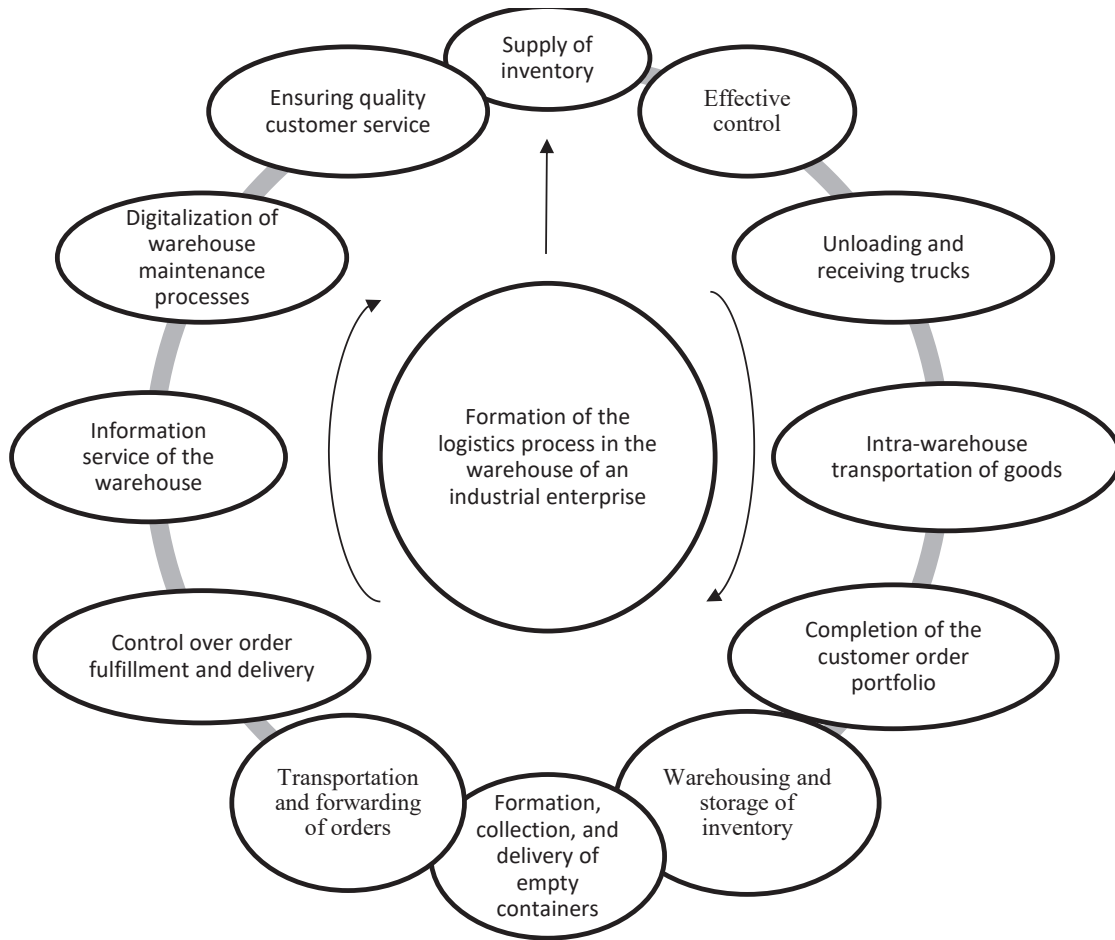 Supply of
inventory
Effective
control
Unloading and
receiving trucks
Intra-warehouse
transportation of goods
Completion of the
customer order
portfolio
Warehousing and
storage of
inventory
Formation,
collection, and
delivery of
empty
containers
Transportation
and forwarding
of orders
Control over order
fulfillment and delivery
Information
service of the
warehouse
Digitalization of
warehouse
maintenance
processes
Ensuring quality
customer service
Formation of the
logistics process in the
warehouse of an
industrial enterprise